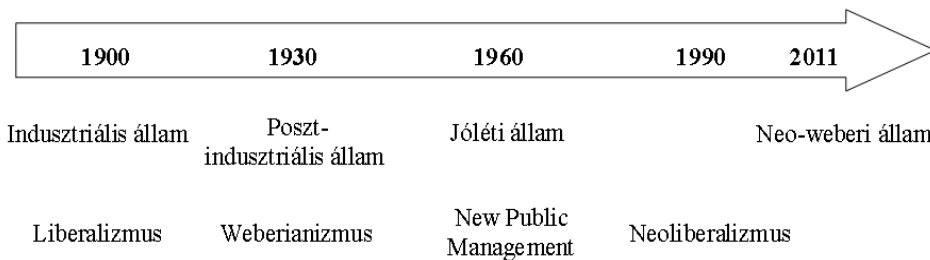 1900 1930 1960 1990 2011
Indusztriális állam Poszt-indusztriális állam Jóléti állam Neo-weberi állam
Liberalizmus Weberianizmus New Public Management Neoliberalizmus